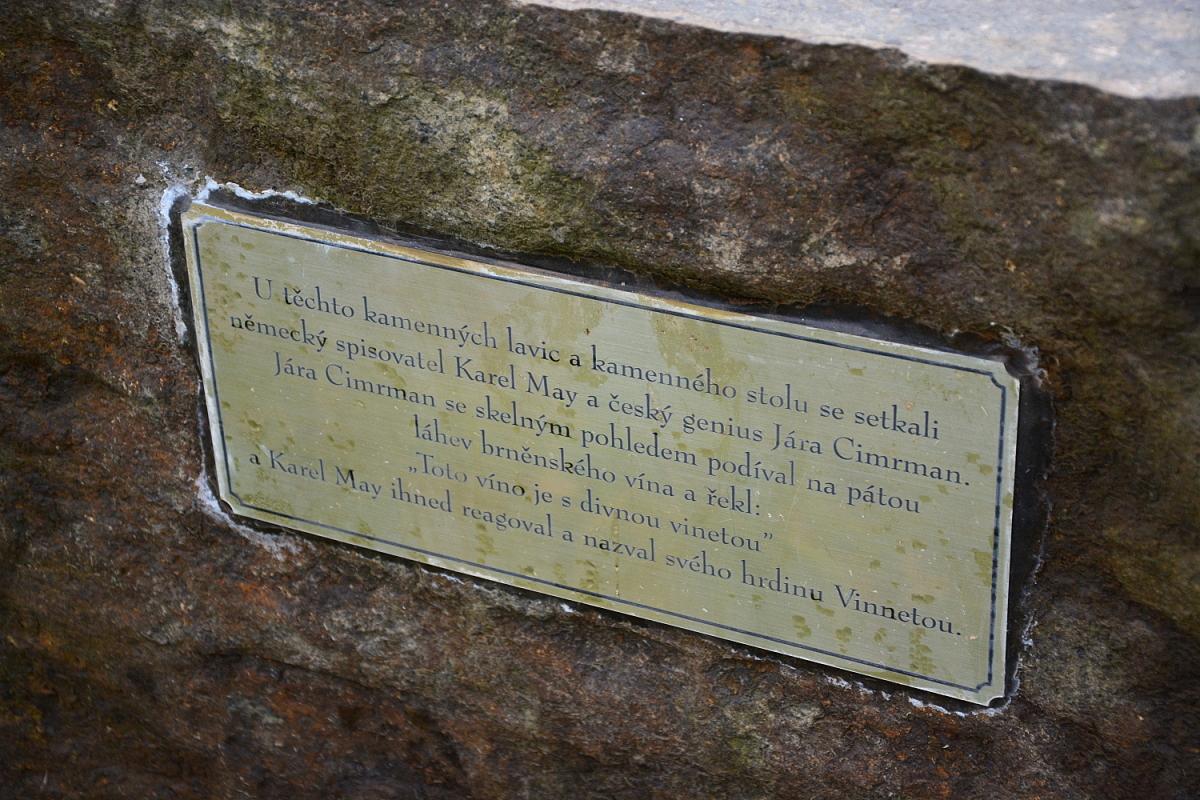 U těchto kamenných lavic a kamenného stolu se setkali
německý spisovatel Karel May a český genius Jára Cimrman.
Jára Cimrman se skelným pohledem podíval na pátou
láhev brněnského vína a řekl:
„Toto víno je s divnou vinetou”
a Karel May ihned reagoval a nazval svého hrdinu Vinnetou.